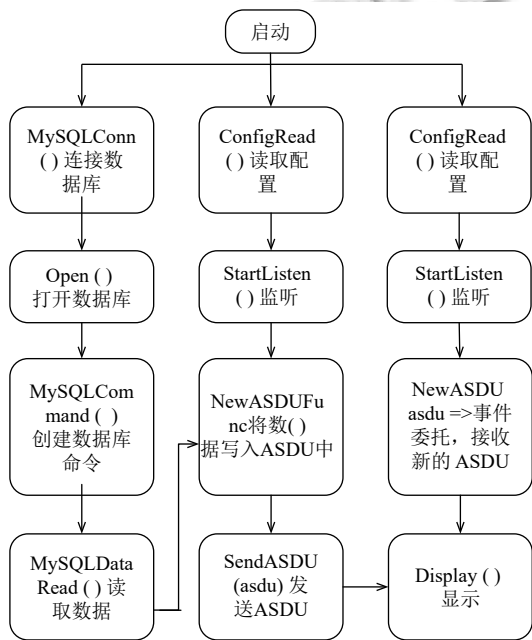 启动
MySQLConn
( ) 连接数
据库
ConfigRead
( ) 读取配
置
ConfigRead
( ) 读取配
置
Open ( )
打开数据库
StartListen
( ) 监听
StartListen
( ) 监听
MySQLCom
mand ( )
创建数据库
命令
NewASDUFu
nc将数( )
据写入ASDU中
NewASDU
asdu =>事件
委托，接收
新的 ASDU
MySQLData
Read ( ) 读
取数据
SendASDU
(asdu) 发
送ASDU
Display ( )
显示